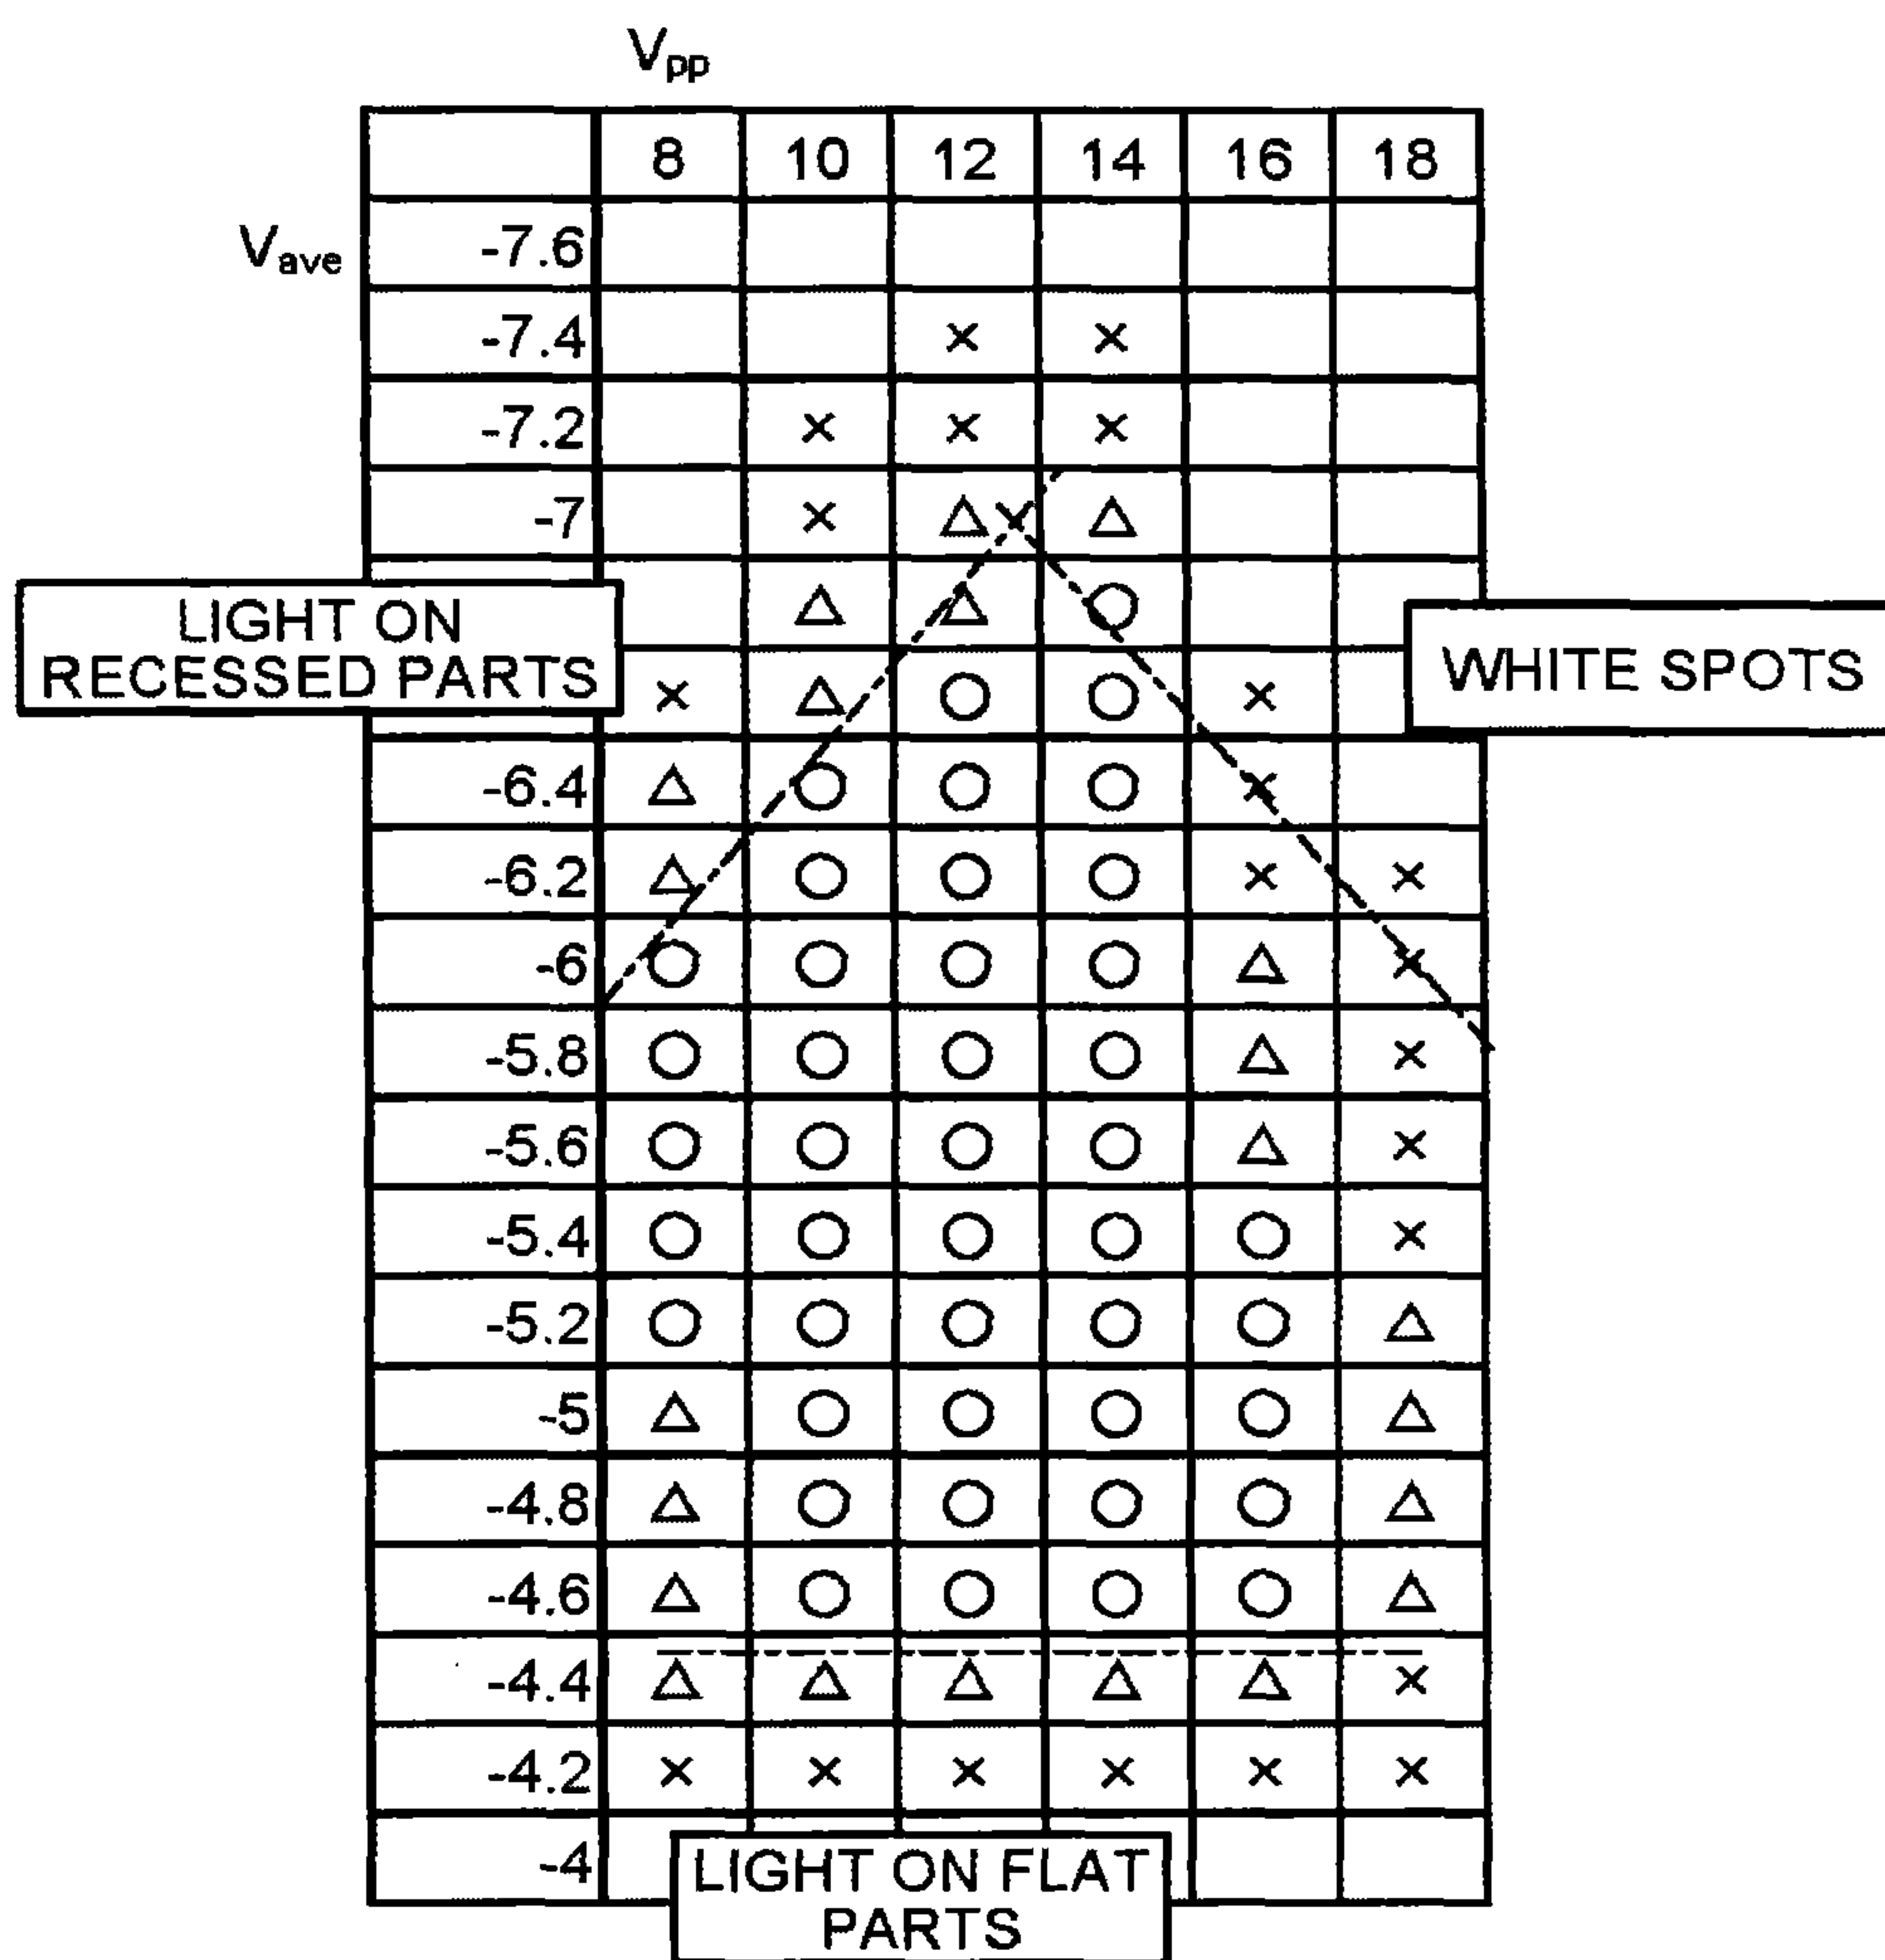 Vpp
8 10 12 14 16 18
Vave -7.6
-7.4 × ×
-7.2 × × ×
-7 × △ △
△ △ ○
LIGHT ON
RECESSED PARTS
WHITE SPOTS
× △ ○ ○ ×
-6.4 △ ○ ○ ○ ×
-6.2 △ ○ ○ ○ × ×
-6 ○ ○ ○ ○ △ ×
-5.8 ○ ○ ○ ○ △ ×
-5.6 ○ ○ ○ ○ △ ×
-5.4 ○ ○ ○ ○ ○ ×
-5.2 ○ ○ ○ ○ ○ △
-5 △ ○ ○ ○ ○ △
-4.8 △ ○ ○ ○ ○ △
-4.6 △ ○ ○ ○ ○ △
-4.4 △ △ △ △ △ ×
-4.2 × × × × × ×
-4
LIGHT ON FLAT
PARTS